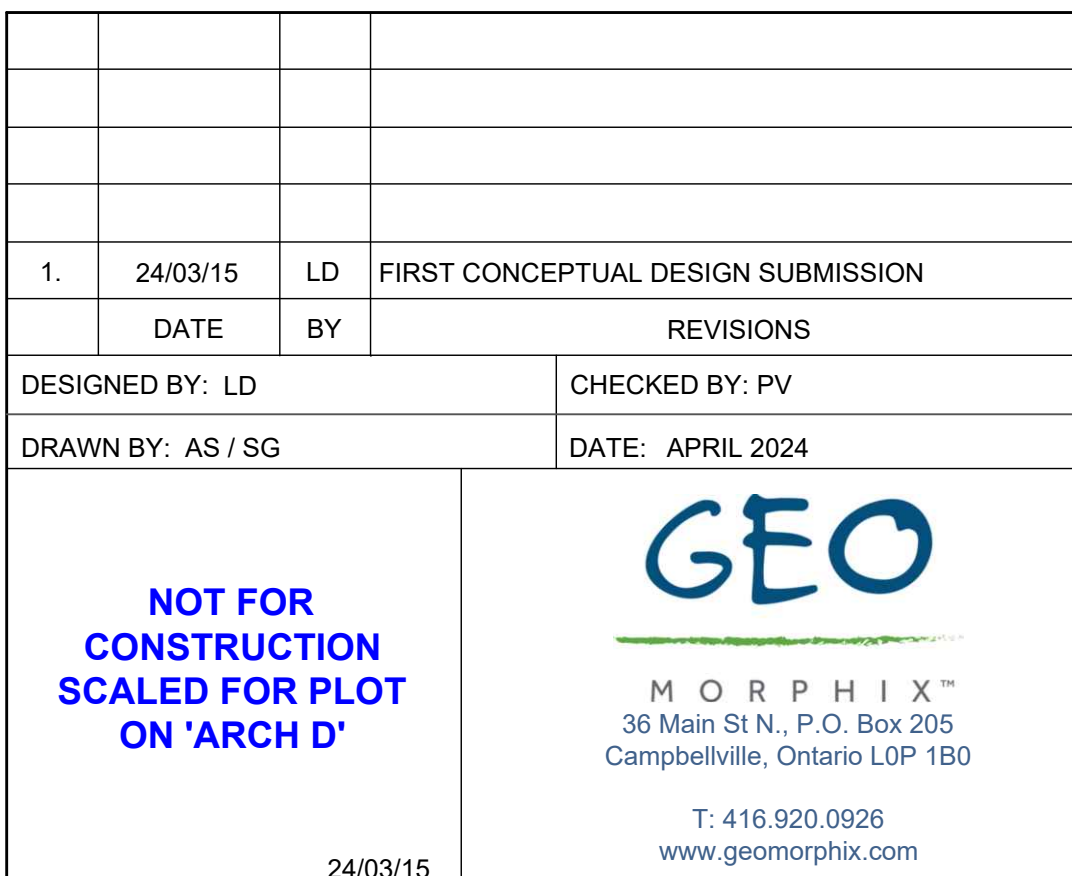 1. 24/03/15 LD FIRST CONCEPTUAL DESIGN SUBMISSION
DATE BY REVISIONS
DESIGNED BY: LD CHECKED BY: PV
DRAWN BY: AS / SG DATE: APRIL 2024
NOT FOR
CONSTRUCTION
SCALED FOR PLOT
ON 'ARCH D'
24/03/15
GEO
MORPHIX™
36 Main St N., P.O. Box 205
Campbellville, Ontario L0P 1B0
T: 416.920.0926
www.geomorphix.com